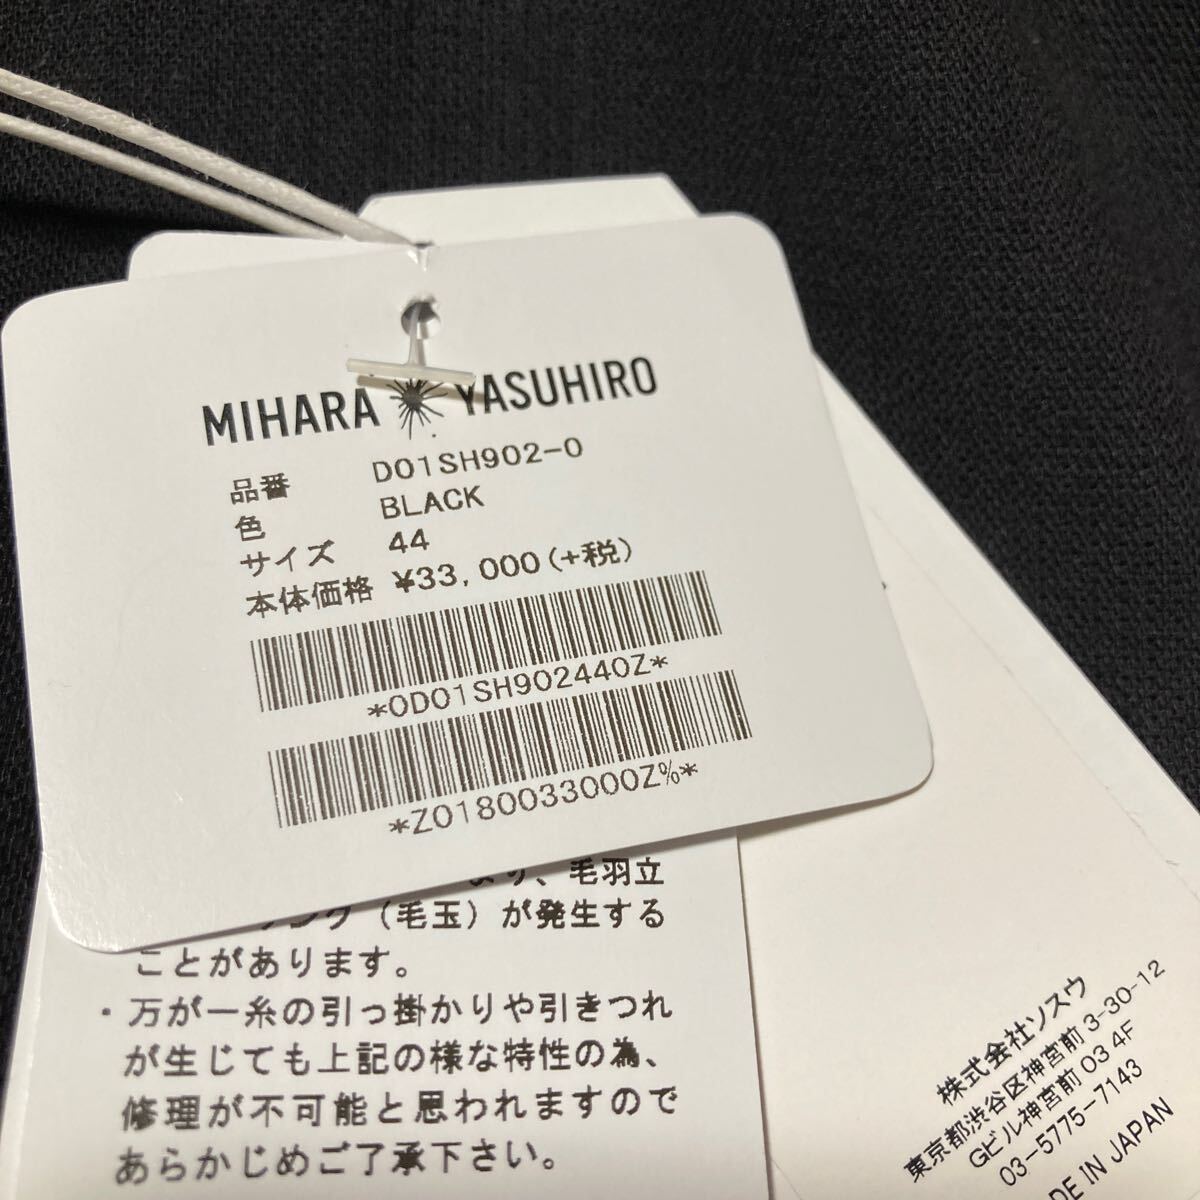 MIHARA YASUHIRO
品番 D01SH902-0
色 BLACK
サイズ 44
本体価格 ¥33,000(+税)
*0D01SH902440Z*
*Z0180033000Z%*
、毛羽立
（毛玉）が発生する
ことがあります。
・万が一糸の引っ掛かりや引きつれ
が生じても上記の様な特性の為、
修理が不可能と思われますので
あらかじめご了承下さい。
株式会社ソスウ
東京都渋谷区神宮前 3-30-12
Gビル神宮前 03 4F
03-5775-7143
DE IN JAPAN